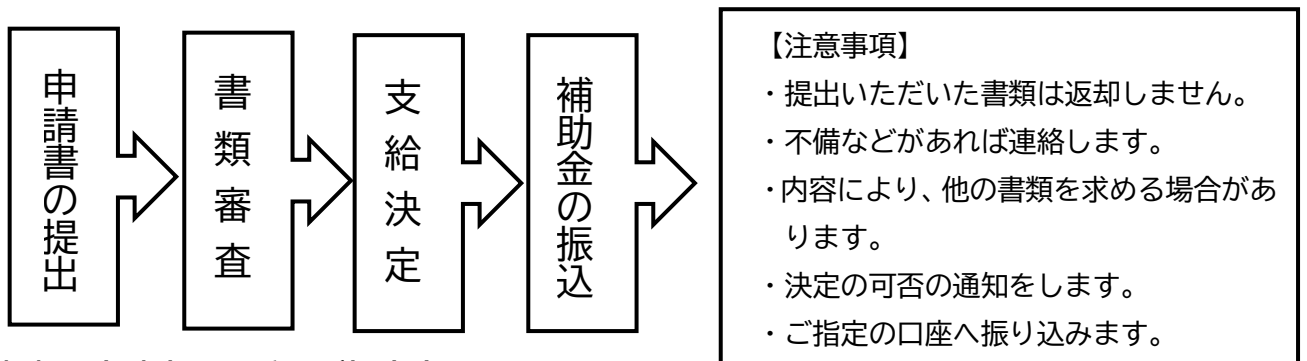 申請書の提出
書類審査
支給決定
補助金の振込
【注意事項】
・提出いただいた書類は返却しません。
・不備などがあれば連絡します。
・内容により、他の書類を求める場合があ
ります。
・決定の可否の通知をします。
・ご指定の口座へ振り込みます。